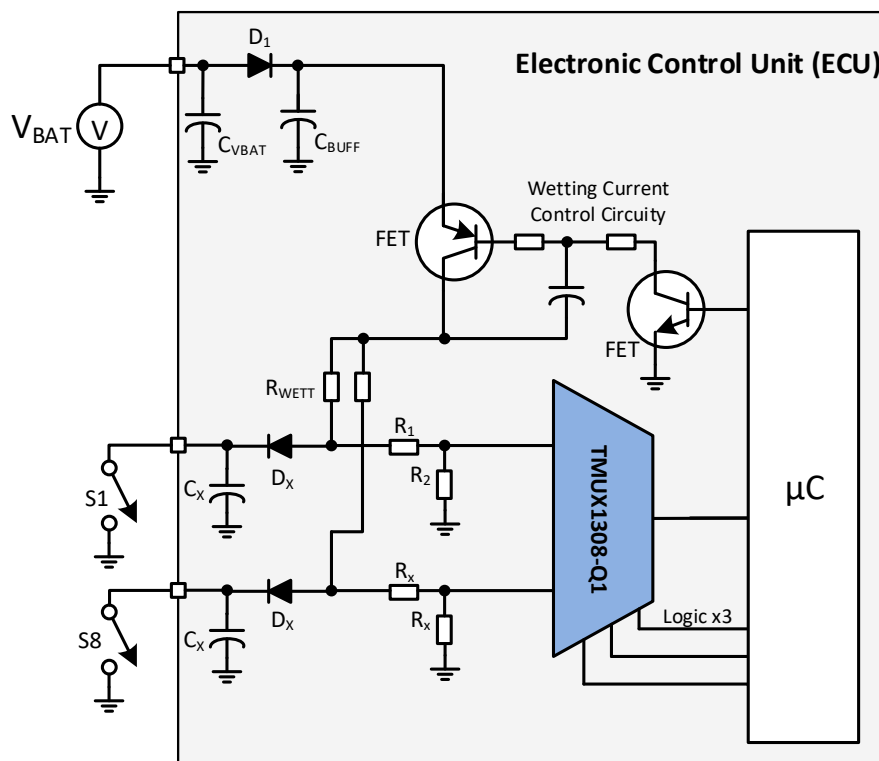 D1
Electronic Control Unit (ECU)
VBAT
V
CVBAT
CBUFF
Wetting Current
Control Circuity
FET
FET
RWETT
R1
S1
CX
DX
R2
TMUX1308-Q1
µC
Rx
S8
CX
DX
Rx
Logic x3